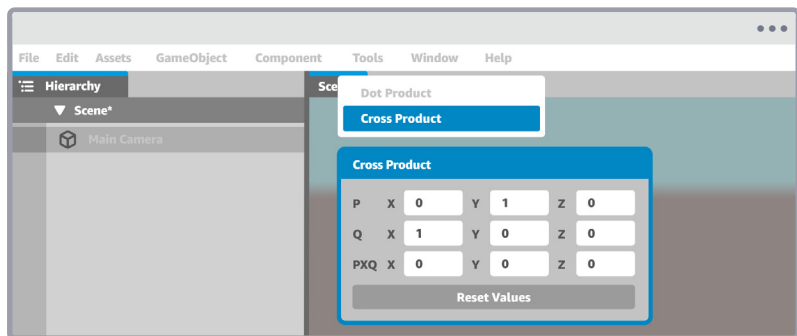 File Edit Assets GameObject Component Tools Window Help
Hierarchy
Sce
Scene*
Main Camera
Dot Product
Cross Product
Cross Product
P X 0 Y 1 Z 0
Q X 1 Y 0 Z 0
PXQ X 0 Y 0 Z 0
Reset Values